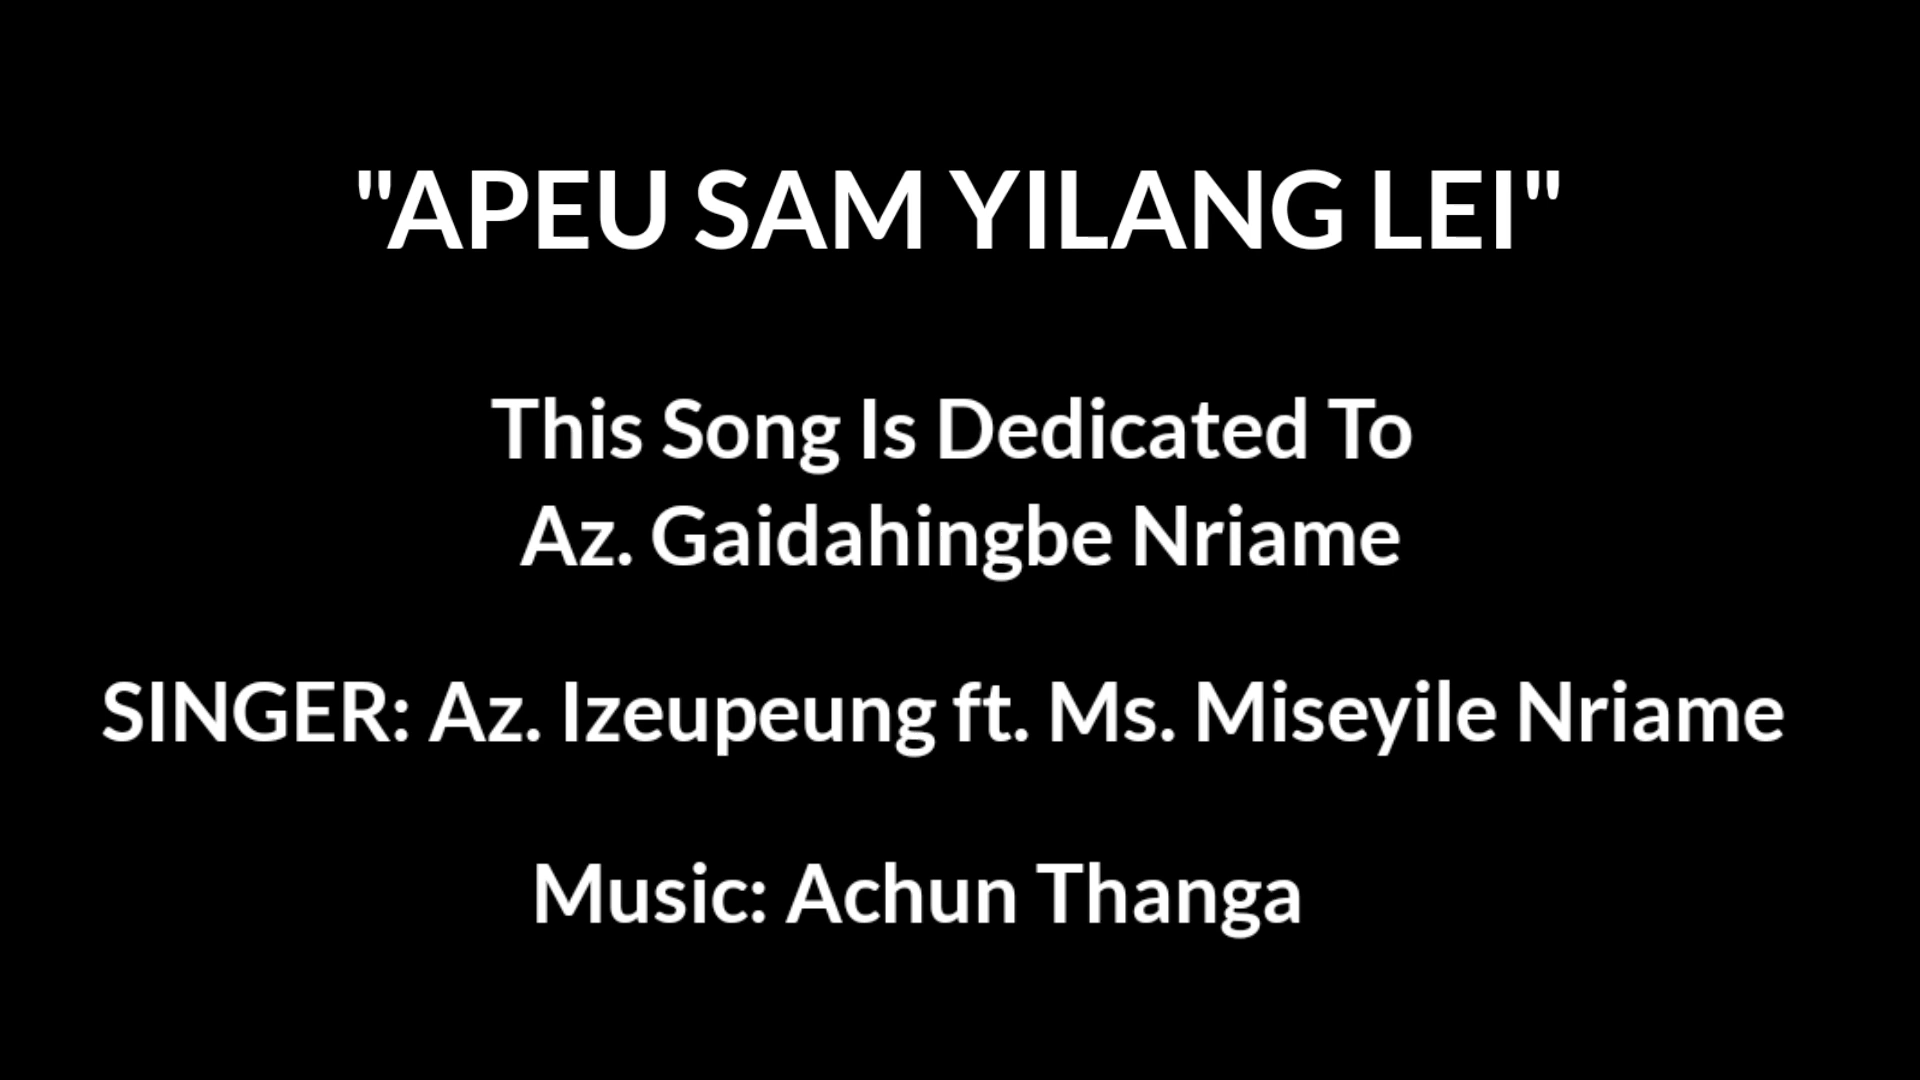 "APEU SAM YILANG LEI"
This Song Is Dedicated To
Az. Gaidahingbe Nriame
SINGER: Az. Izeupeung ft. Ms. Miseyile Nriame
Music: Achun Thanga